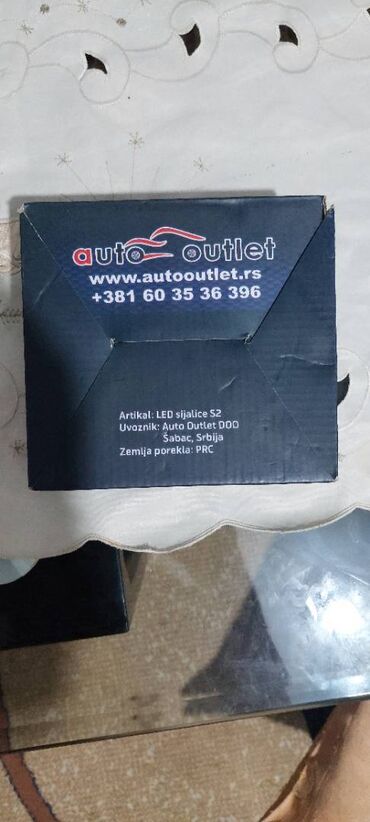 auto outlet
www.autooutlet.rs
+381 60 35 36 396
Artikal: LED sijalice S2
Uvoznik: Auto Outlet DOO
Šabac, Srbija
Zemlja porekla: PRC